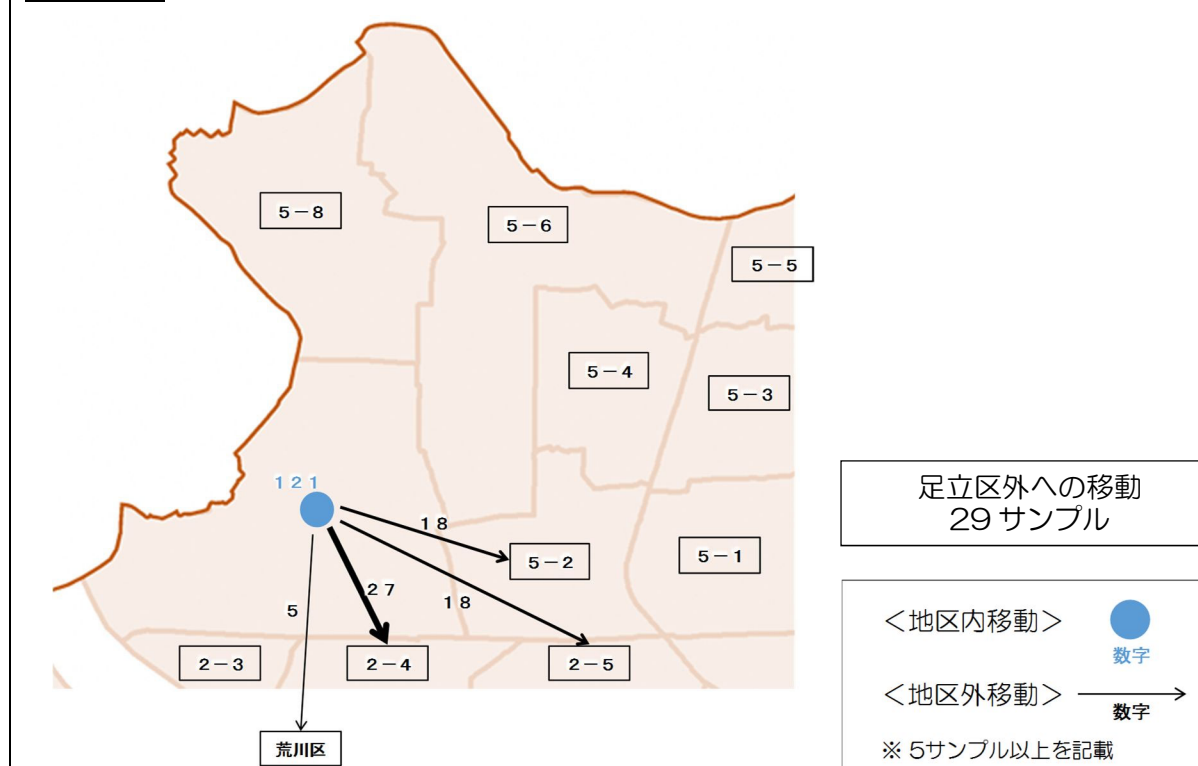 5－8
5－6
5－5
5－4
5－3
121
18
5－2
5－1
27
18
5
2－3
2－4
2－5
荒川区
足立区外への移動
29 サンプル
＜地区内移動＞
数字
＜地区外移動＞
数字
※ 5サンプル以上を記載